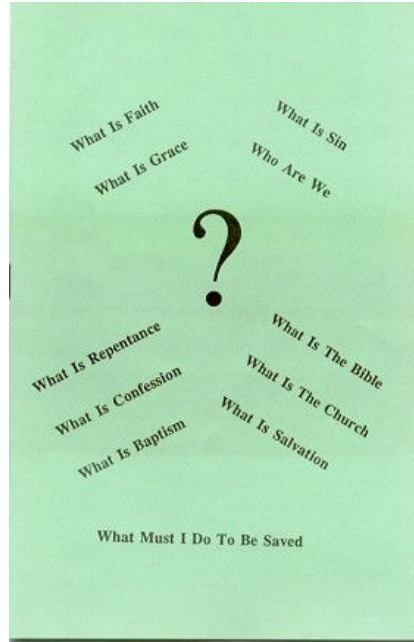 What Is Faith
What Is Grace
What Is Sin
Who Are We
?
What Is Repentance
What Is Confession
What Is Baptism
What Is The Bible
What Is The Church
What Is Salvation
What Must I Do To Be Saved